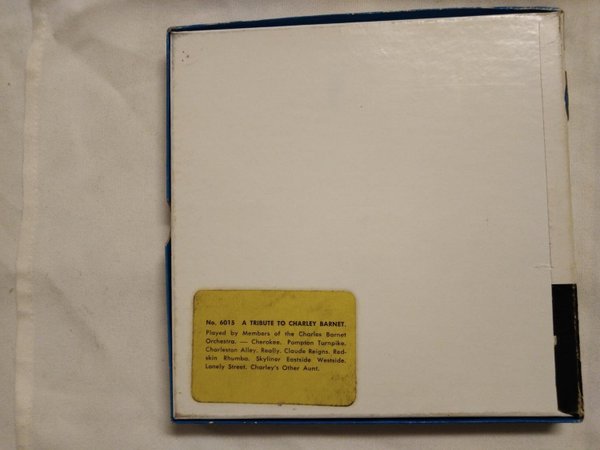 No. 6015 A TRIBUTE TO CHARLEY BARNET.
Played by Members of the Charles Barnet
Orchestra. — Cherokee. Pompton Turnpike.
Charleston Alley. Really. Claude Reigns. Red-
skin Rhumba. Skyliner Eastside Westside.
Lonely Street. Charley's Other Aunt.